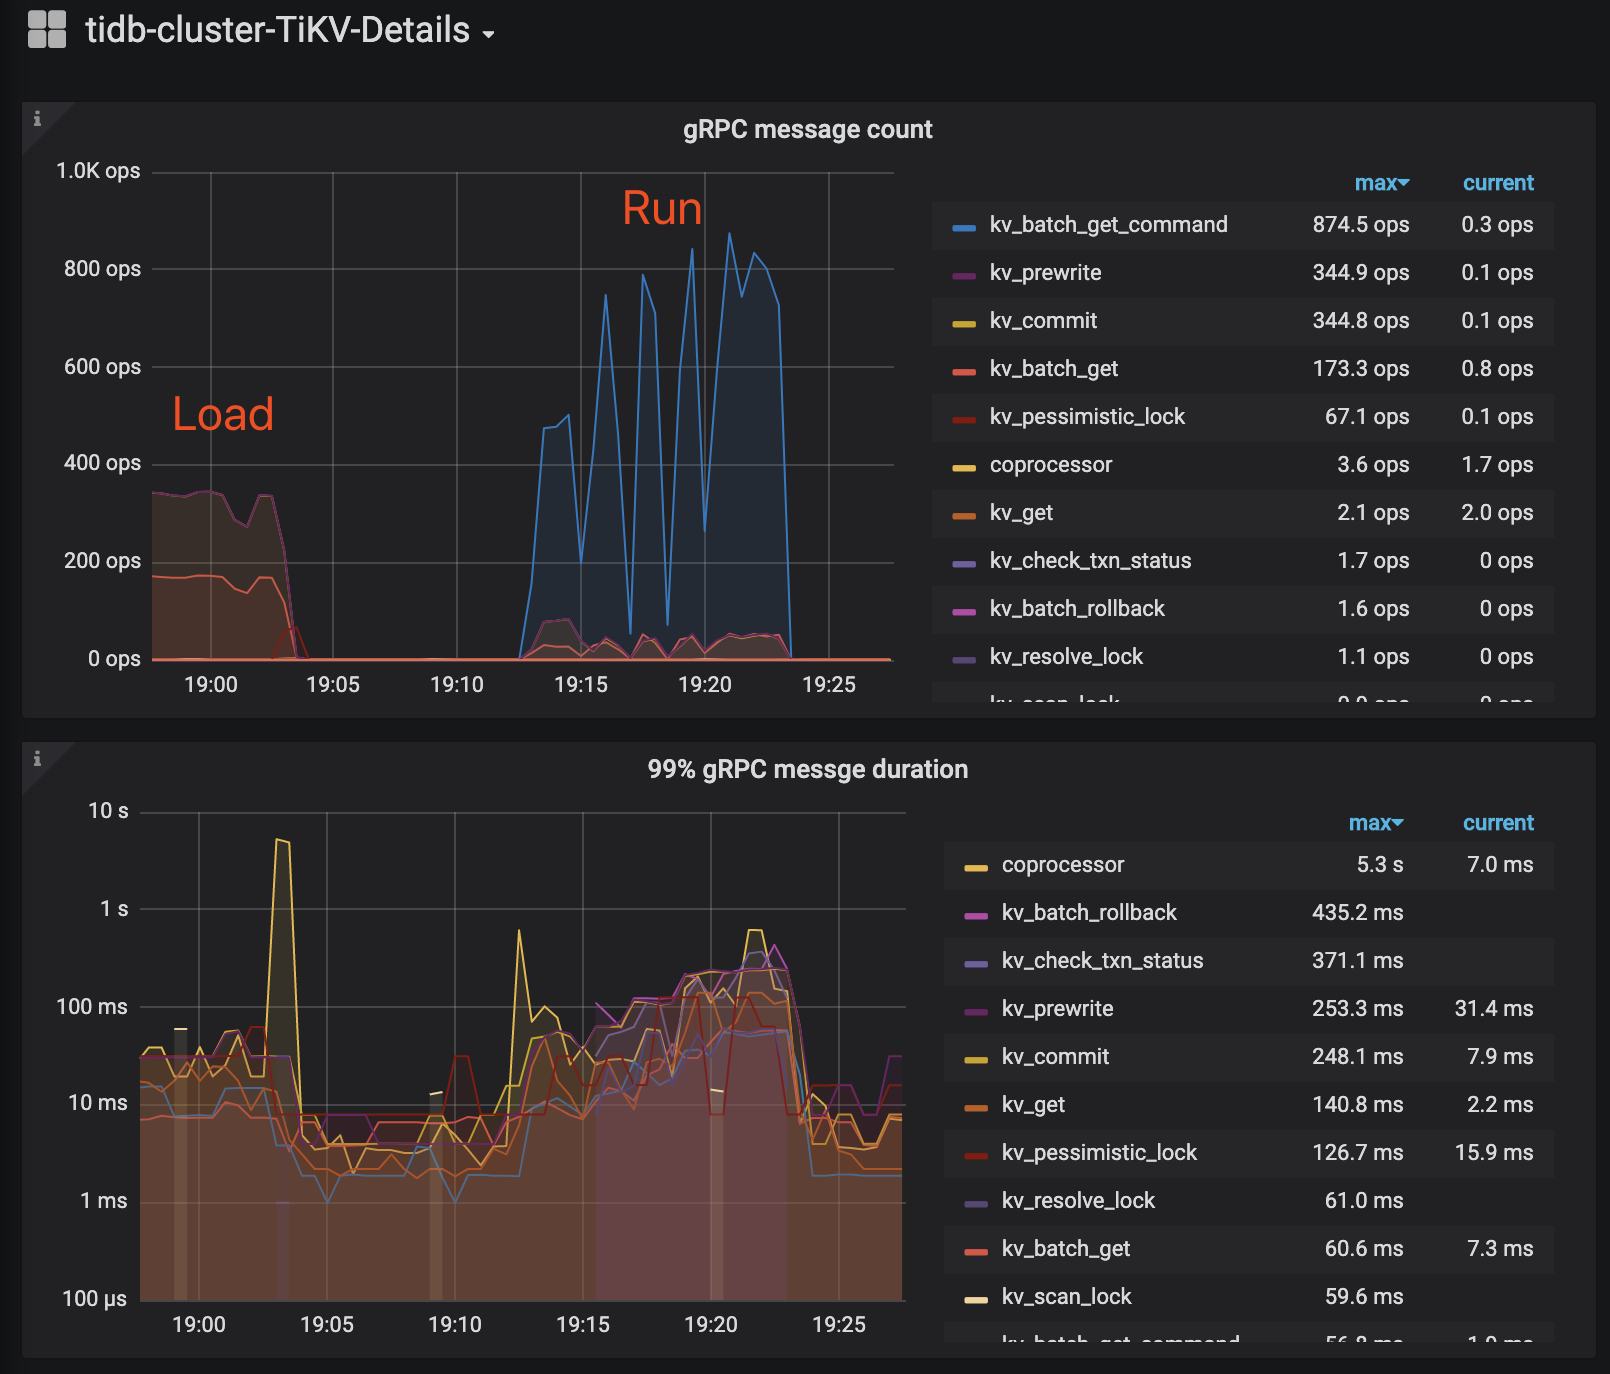 tidb-cluster-TiKV-Details
gRPC message count
1.0K ops
800 ops
600 ops
400 ops
200 ops
0 ops
Load
Run
19:00 19:05 19:10 19:15 19:20 19:25
max current
kv_batch_get_command 874.5 ops 0.3 ops
kv_prewrite 344.9 ops 0.1 ops
kv_commit 344.8 ops 0.1 ops
kv_batch_get 173.3 ops 0.8 ops
kv_pessimistic_lock 67.1 ops 0.1 ops
coprocessor 3.6 ops 1.7 ops
kv_get 2.1 ops 2.0 ops
kv_check_txn_status 1.7 ops 0 ops
kv_batch_rollback 1.6 ops 0 ops
kv_resolve_lock 1.1 ops 0 ops
99% gRPC messge duration
10 s
1 s
100 ms
10 ms
1 ms
100 µs
19:00 19:05 19:10 19:15 19:20 19:25
max current
coprocessor 5.3 s 7.0 ms
kv_batch_rollback 435.2 ms
kv_check_txn_status 371.1 ms
kv_prewrite 253.3 ms 31.4 ms
kv_commit 248.1 ms 7.9 ms
kv_get 140.8 ms 2.2 ms
kv_pessimistic_lock 126.7 ms 15.9 ms
kv_resolve_lock 61.0 ms
kv_batch_get 60.6 ms 7.3 ms
kv_scan_lock 59.6 ms